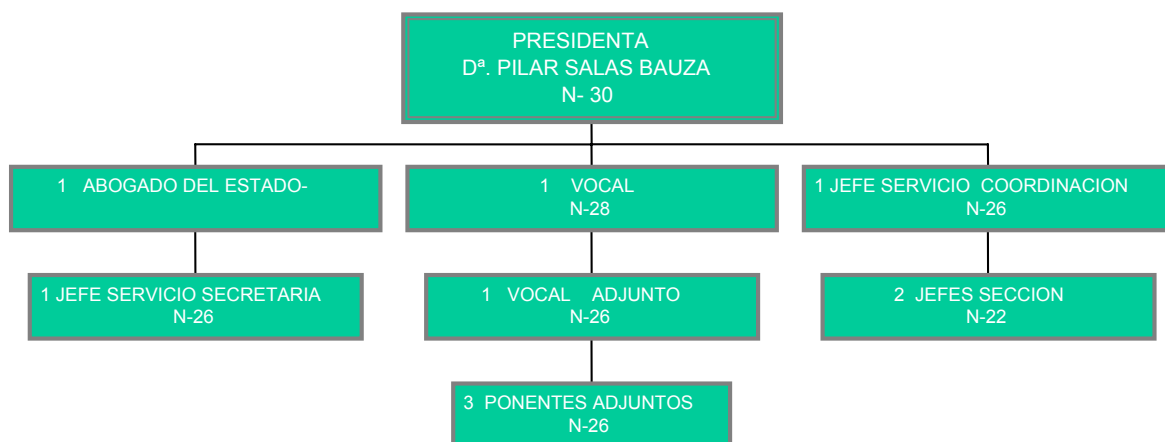 PRESIDENTA
Dª. PILAR SALAS BAUZA
N- 30
1 ABOGADO DEL ESTADO-
1 VOCAL
N-28
1 JEFE SERVICIO COORDINACION
N-26
1 JEFE SERVICIO SECRETARIA
N-26
1 VOCAL ADJUNTO
N-26
2 JEFES SECCION
N-22
3 PONENTES ADJUNTOS
N-26